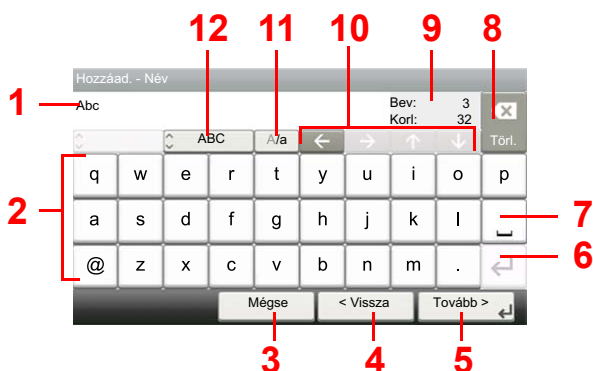 12 11 10 9 8
Hozzáad. - Név
1 Abc Bev: 3
Korl: 32
ABC A/a ← → ↑ ↓ Törl.
2 q w e r t y u i o p
a s d f g h j k l 7
@ z x c v b n m . 6
Mégse < Vissza Tovább >
3 4 5